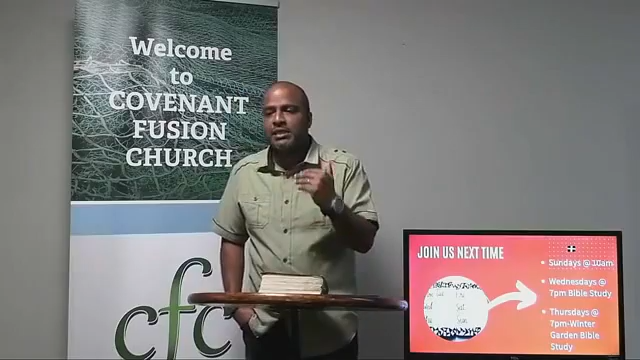 Welcome
to
COVENANT
FUSION
CHURCH
cfc
JOIN US NEXT TIME
• Sundays @ 10am
• Wednesdays @
7pm Bible Study
• Thursdays @
7pm-Winter
Garden Bible
Study